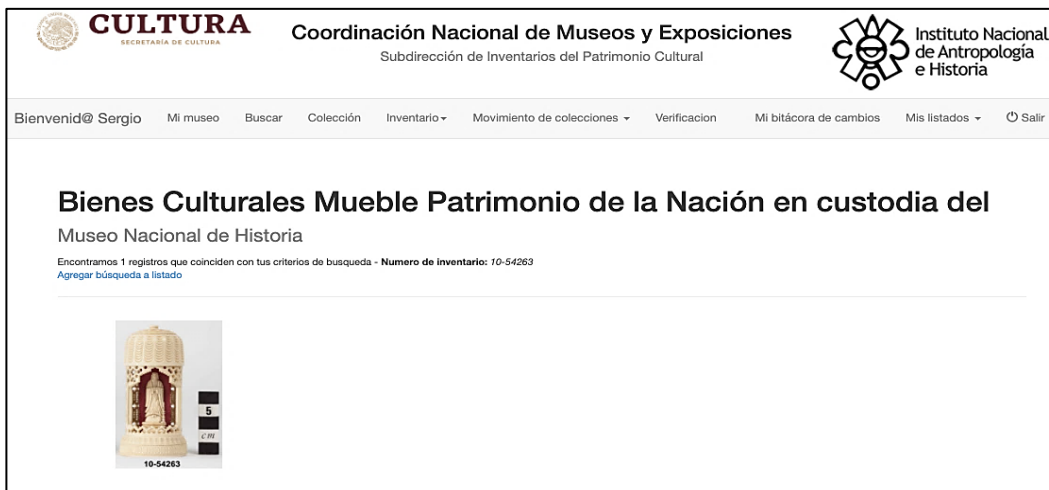 CULTURA
SECRETARÍA DE CULTURA
Coordinación Nacional de Museos y Exposiciones
Subdirección de Inventarios del Patrimonio Cultural
Instituto Nacional
de Antropología
e Historia
Bienvenid@ Sergio Mi museo Buscar Colección Inventario Movimiento de colecciones Verificacion Mi bitácora de cambios Mis listados Salir
Bienes Culturales Mueble Patrimonio de la Nación en custodia del
Museo Nacional de Historia
Encontramos 1 registros que coinciden con tus criterios de busqueda - Numero de inventario: 10-54263
Agregar búsqueda a listado
5
cm
10-54263